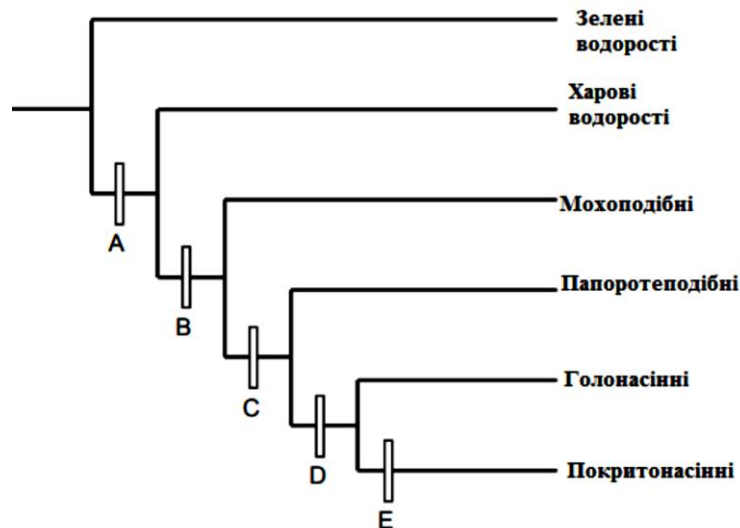 Зелені
водорості
Харові
водорості
A
Мохоподібні
B
Папоротеподібні
C
Голонасінні
D
Покритонасінні
E